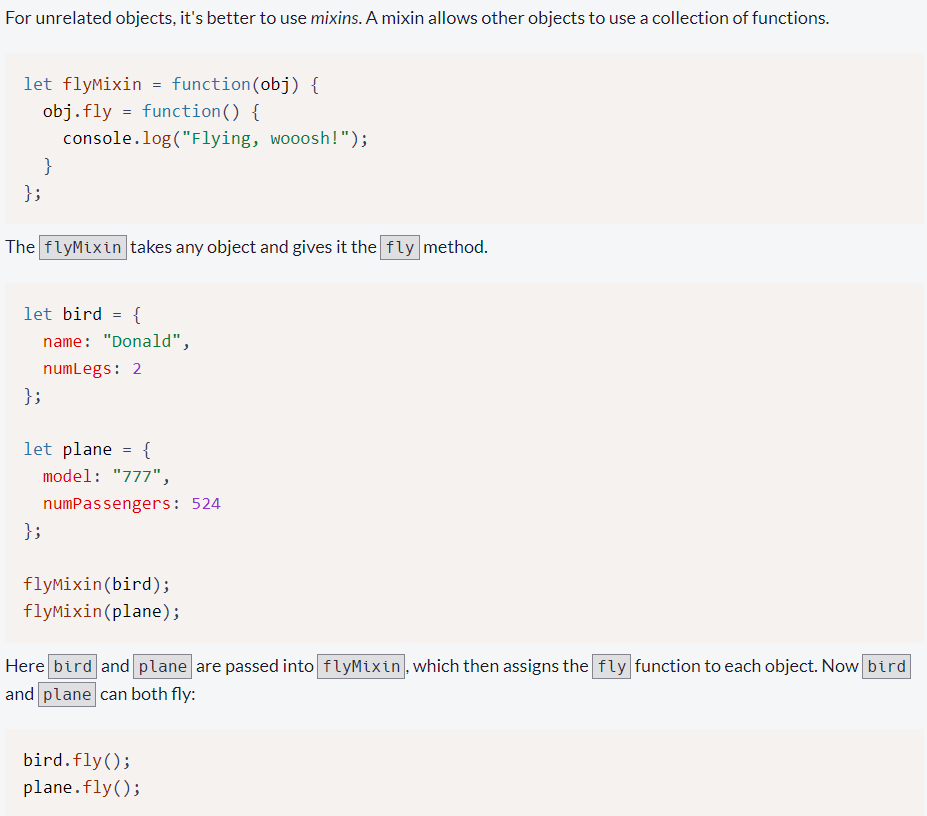 For unrelated objects, it's better to use mixins. A mixin allows other objects to use a collection of functions.
let flyMixin = function(obj) {
  obj.fly = function() {
    console.log("Flying, wooosh!");
  }
};
The flyMixin takes any object and gives it the fly method.
let bird = {
  name: "Donald",
  numLegs: 2
};
let plane = {
  model: "777",
  numPassengers: 524
};
flyMixin(bird);
flyMixin(plane);
Here bird and plane are passed into flyMixin, which then assigns the fly function to each object. Now bird
and plane can both fly:
bird.fly();
plane.fly();